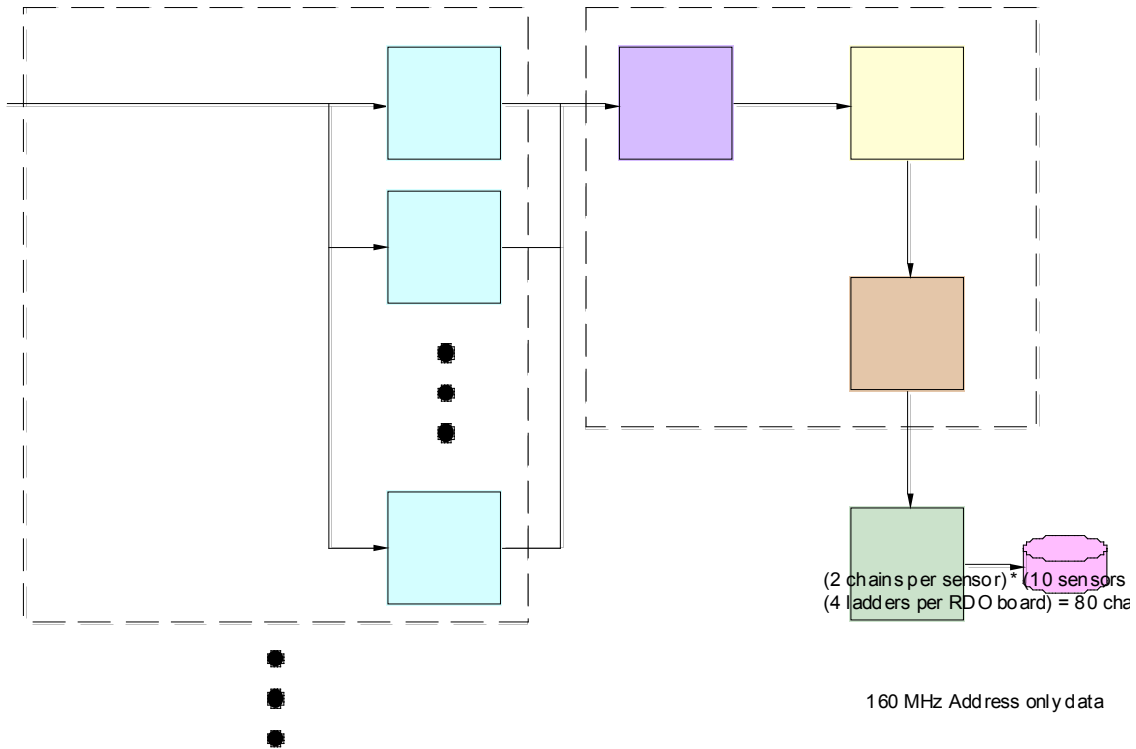 (2 chains per sensor) * (10 sensors
(4 ladders per RDO board) = 80 cha
160 MHz Address only data